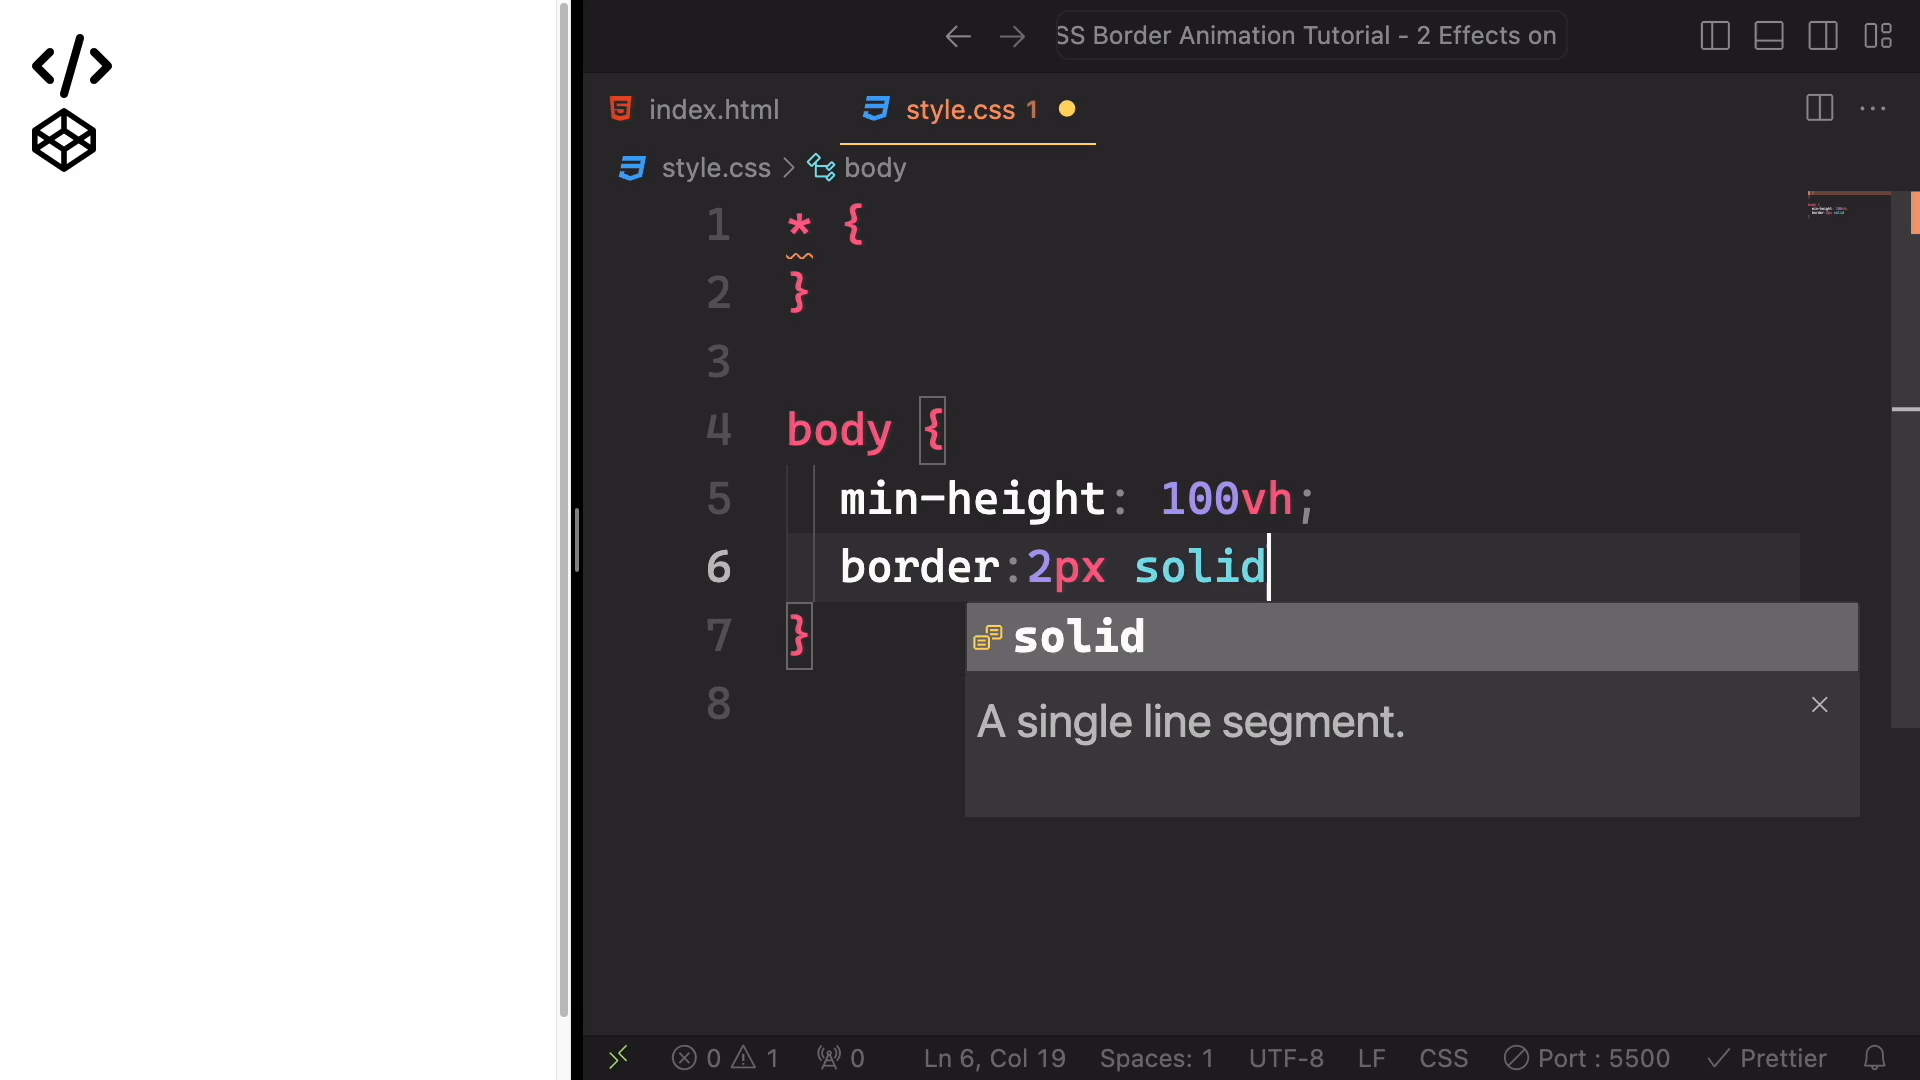 SS Border Animation Tutorial - 2 Effects on
index.html
style.css 1
style.css > body
1 * {
2 }
3
4 body {
5 min-height: 100vh;
6 border:2px solid
7 }
8
solid
A single line segment.
0 1 0 Ln 6, Col 19 Spaces: 1 UTF-8 LF CSS Port : 5500 Prettier